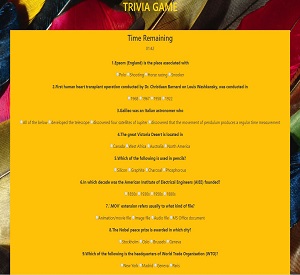 TRIVIA GAME
Time Remaining
01:42
1.Epsom (England) is the place associated with
Polo Shooting Horse racing Snooker
2.First human heart transplant operation conducted by Dr. Christiaan Barnard on Louis Washkansky, was conducted in
1968 1967 1958 1922
3.Galileo was an Italian astronomer who
All of the below developed the telescope discovered four satellites of Jupiter discovered that the movement of pendulum produces a regular time measurement
4.The great Victoria Desert is located in
Canada West Africa Australia North America
5.Which of the following is used in pencils?
Silicon Graphite Charcoal Phosphorous
6.In which decade was the American Institute of Electrical Engineers (AIEE) founded?
1850s 1880s 1930s 1950s
7.'.MOV' extension refers usually to what kind of file?
Animation/movie file Image file Audio file MS Office document
8.The Nobel peace prize is awarded in which city?
Stockholm Oslo Brussels Geneva
9.Which of the following is the headquarters of World Trade Organization (WTO)?
New York Madrid Geneva Paris